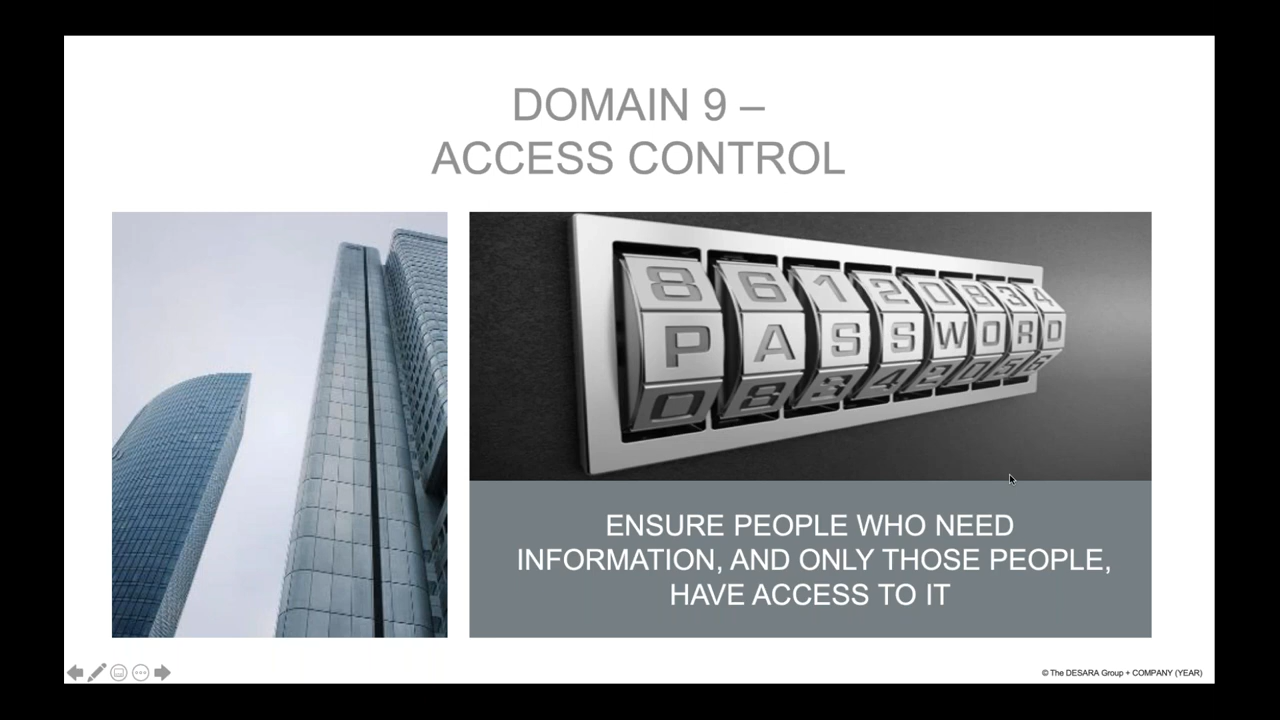 DOMAIN 9 –
ACCESS CONTROL
86120834
PASSWORD
ENSURE PEOPLE WHO NEED
INFORMATION, AND ONLY THOSE PEOPLE,
HAVE ACCESS TO IT
© The DESARA Group + COMPANY (YEAR)